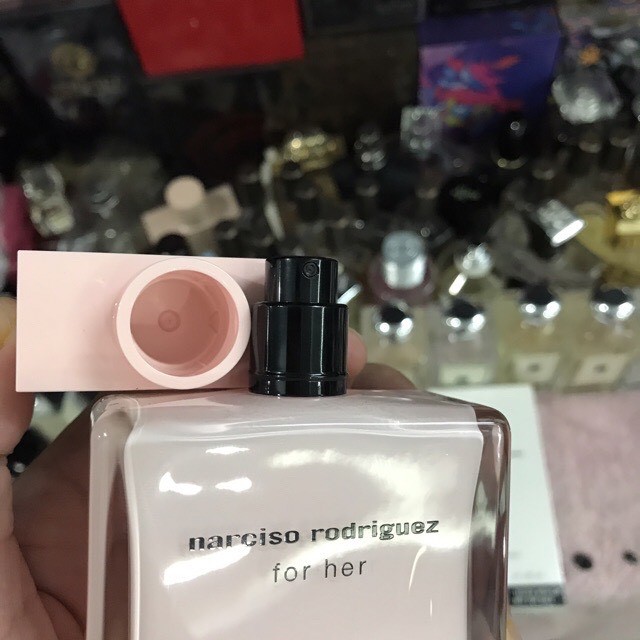 narciso rodriguez
for her